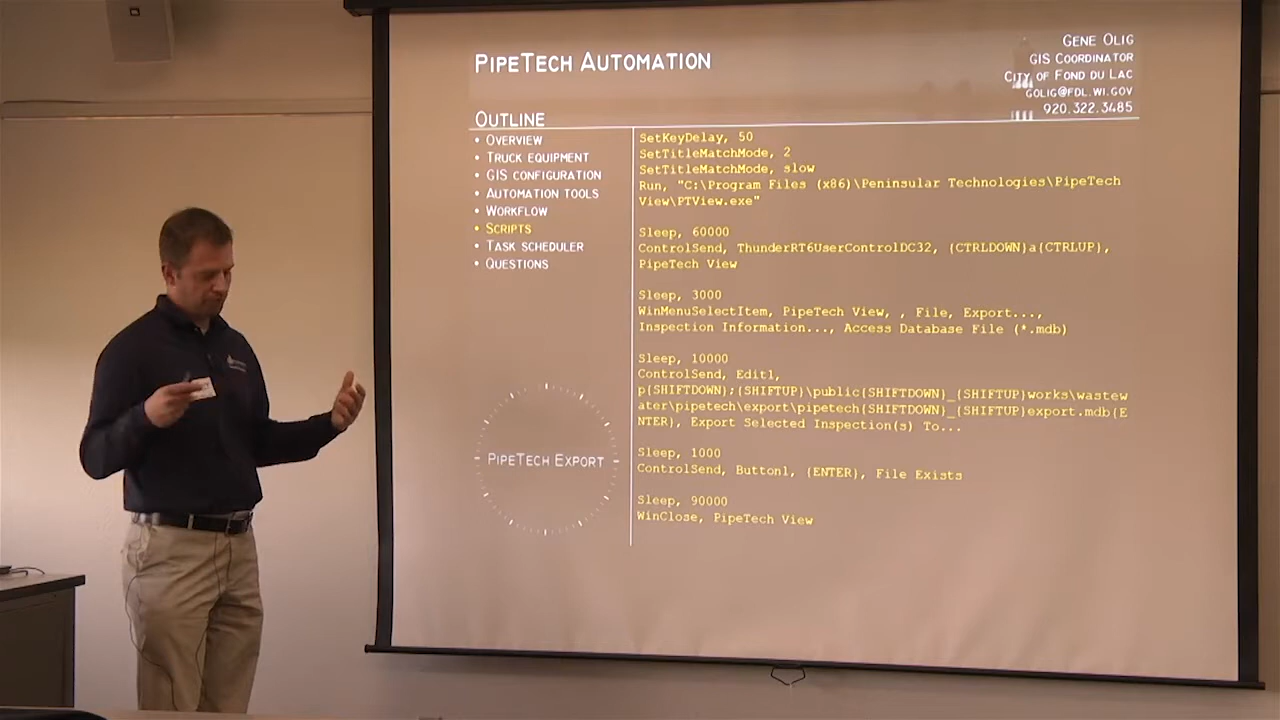 PipeTech Automation
Gene Olig
GIS Coordinator
City of Fond du Lac
golig@fdl.wi.gov
920.322.3485
Outline
• Overview
• Truck equipment
• GIS configuration
• Automation tools
• Workflow
• Scripts
• Task scheduler
• Questions
PipeTech Export
SetKeyDelay, 50
SetTitleMatchMode, 2
SetTitleMatchMode, slow
Run, "C:\Program Files (x86)\Peninsular Technologies\PipeTech
View\PTView.exe"
Sleep, 60000
ControlSend, ThunderRT6UserControlDC32, {CTRLDOWN}a{CTRLUP},
PipeTech View
Sleep, 3000
WinMenuSelectItem, PipeTech View, , File, Export...,
Inspection Information..., Access Database File (*.mdb)
Sleep, 10000
ControlSend, Edit1,
p{SHIFTDOWN};{SHIFTUP}\public{SHIFTDOWN}_{SHIFTUP}works\wastew
ater\pipetech\export\pipetech{SHIFTDOWN}_{SHIFTUP}export.mdb{E
NTER}, Export Selected Inspection(s) To...
Sleep, 1000
ControlSend, Button1, {ENTER}, File Exists
Sleep, 90000
WinClose, PipeTech View